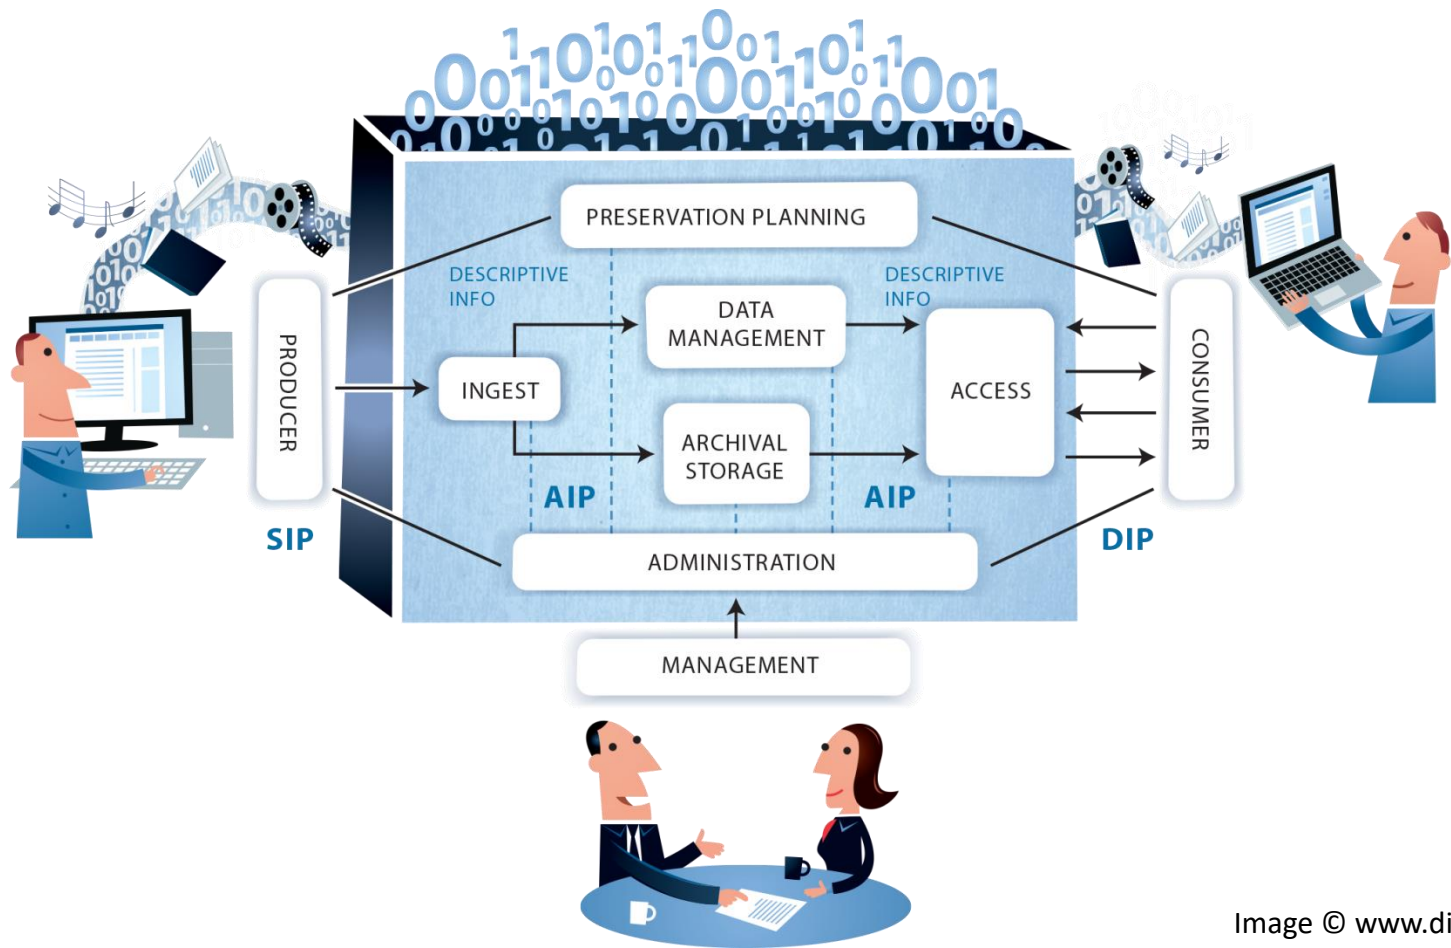 PRESERVATION PLANNING
DESCRIPTIVE
INFO
DESCRIPTIVE
INFO
DATA
MANAGEMENT
PRODUCER
INGEST
ACCESS
CONSUMER
ARCHIVAL
STORAGE
AIP
AIP
SIP
DIP
ADMINISTRATION
MANAGEMENT
Image © www.di